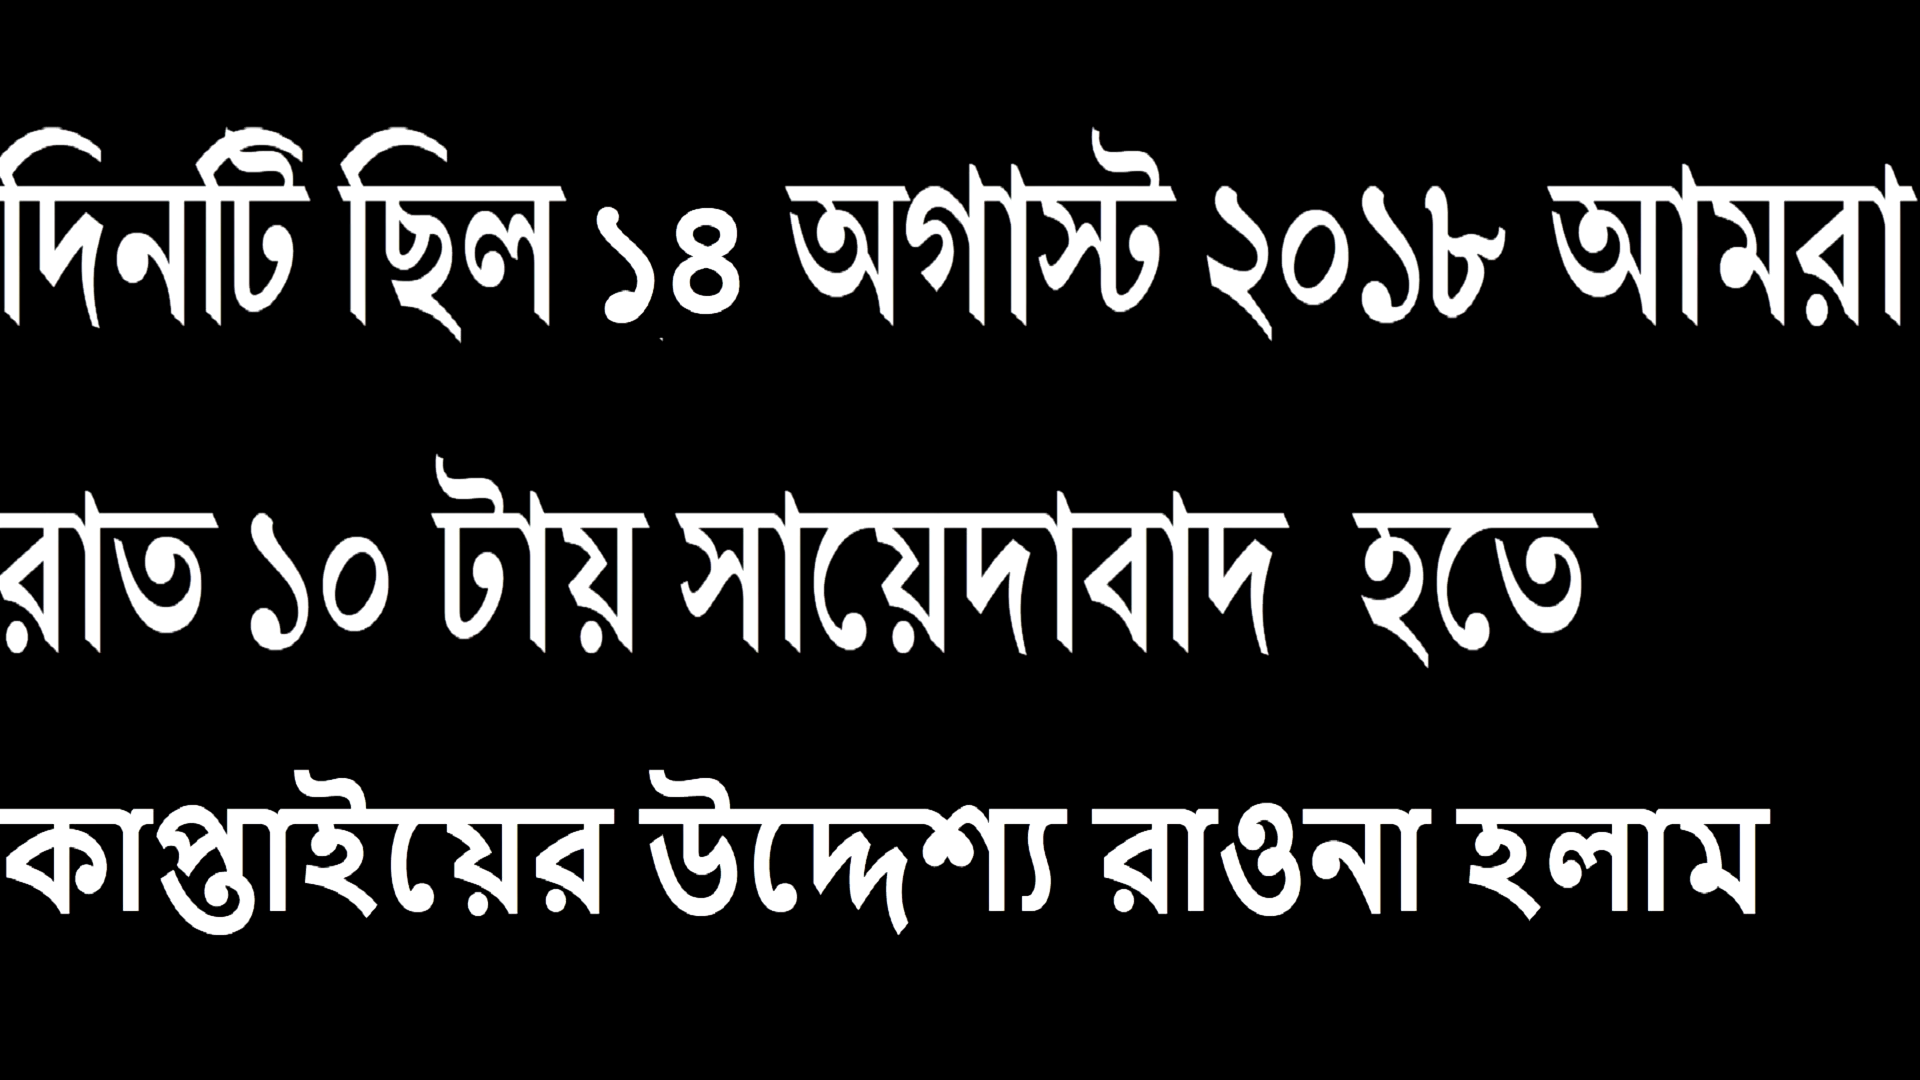 দিনটি ছিল ১৪ অগাস্ট ২০১৮ আমরা
রাত ১০ টায় সায়েদাবাদ হতে
কাপ্তাইয়ের উদ্দেশ্য রাওনা হলাম